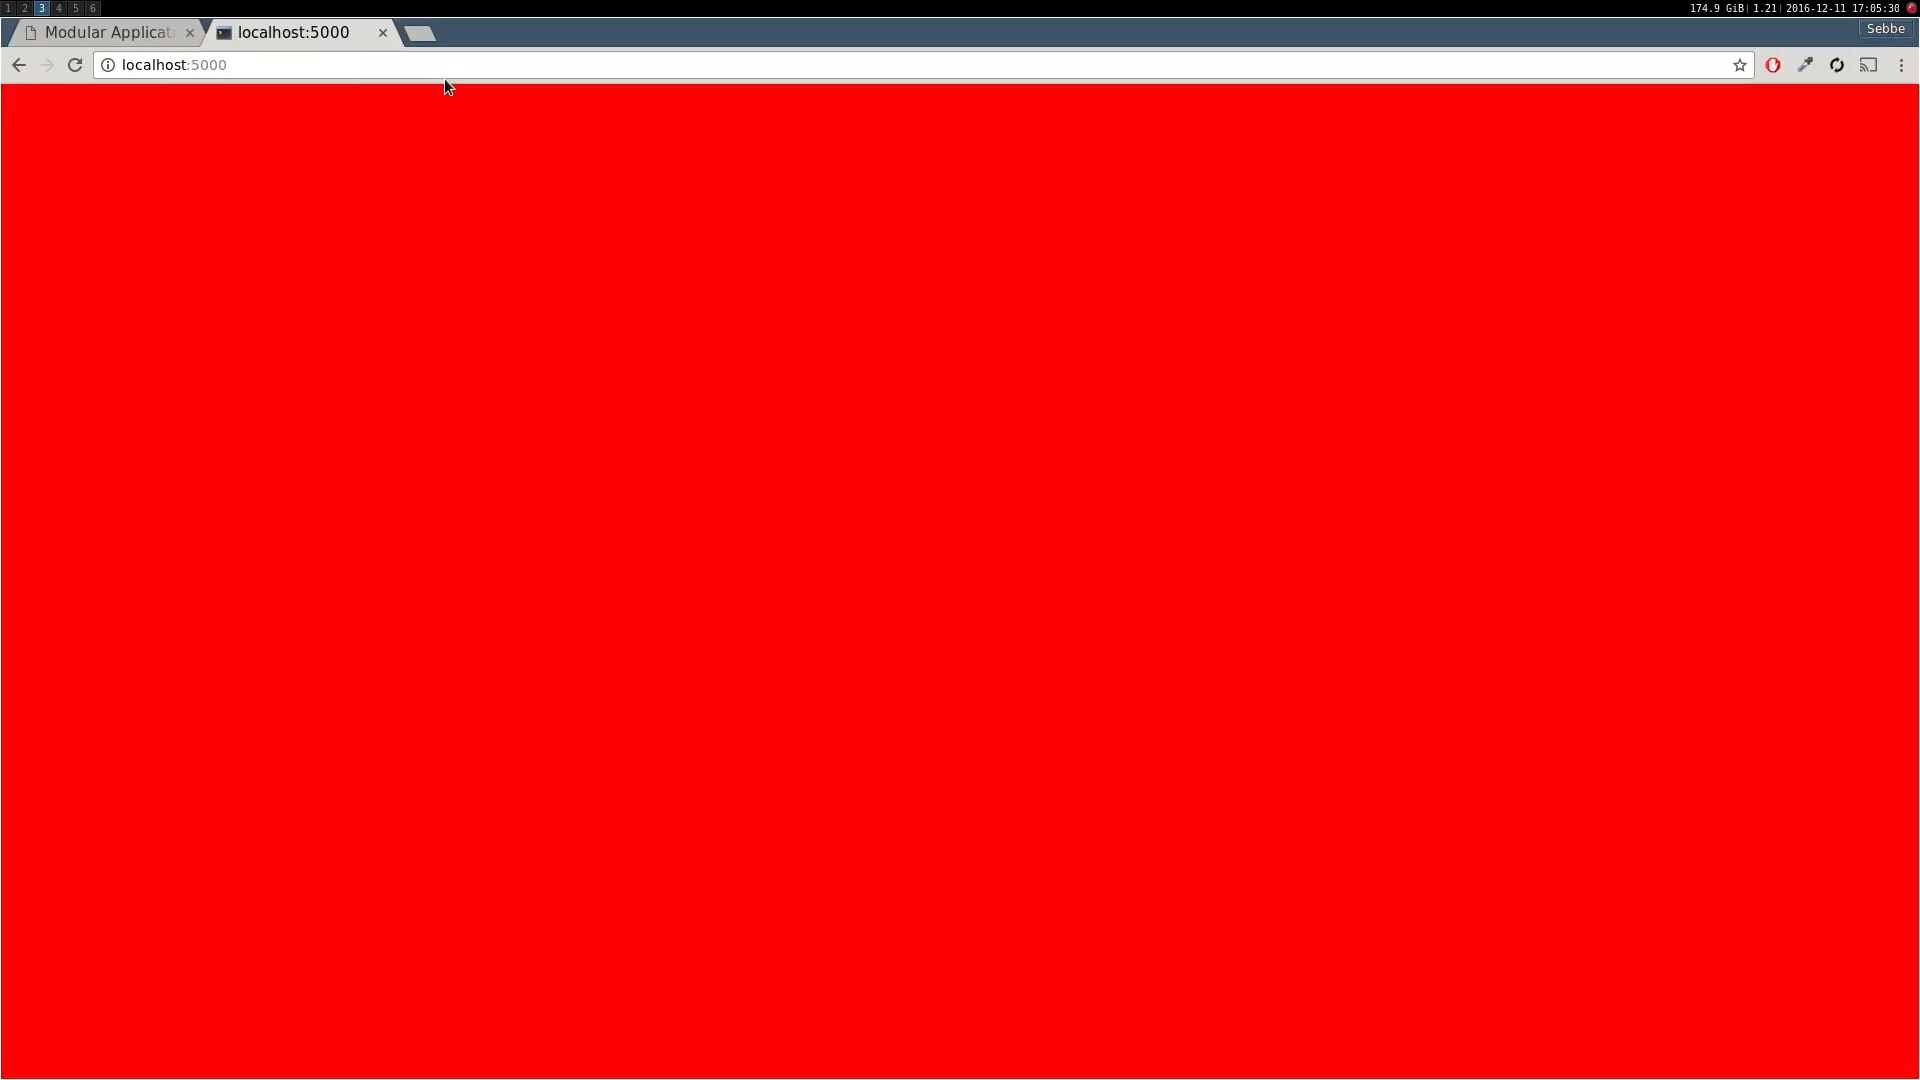 1 2 3 4 5 6
174.9 GiB| 1.21| 2016-12-11 17:05:30
Modular Applicat
localhost:5000
Sebbe
localhost:5000